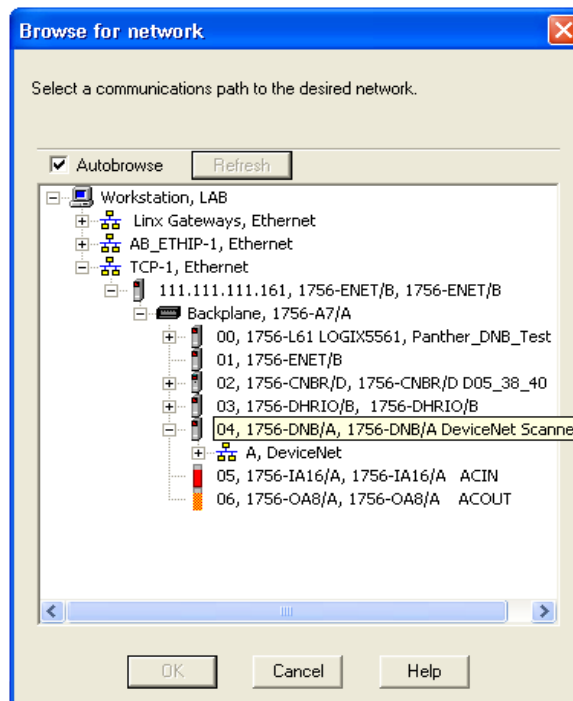 Browse for network
Select a communications path to the desired network.
Autobrowse
Refresh
Workstation, LAB
Linx Gateways, Ethernet
AB_ETHIP-1, Ethernet
TCP-1, Ethernet
111.111.111.161, 1756-ENET/B, 1756-ENET/B
Backplane, 1756-A7/A
00, 1756-L61 LOGIX5561, Panther_DNB_Test
01, 1756-ENET/B
02, 1756-CNBR/D, 1756-CNBR/D D05_38_40
03, 1756-DHRIO/B, 1756-DHRIO/B
04, 1756-DNB/A, 1756-DNB/A DeviceNet Scanne
A, DeviceNet
05, 1756-IA16/A, 1756-IA16/A ACIN
06, 1756-OA8/A, 1756-OA8/A ACOUT
OK
Cancel
Help